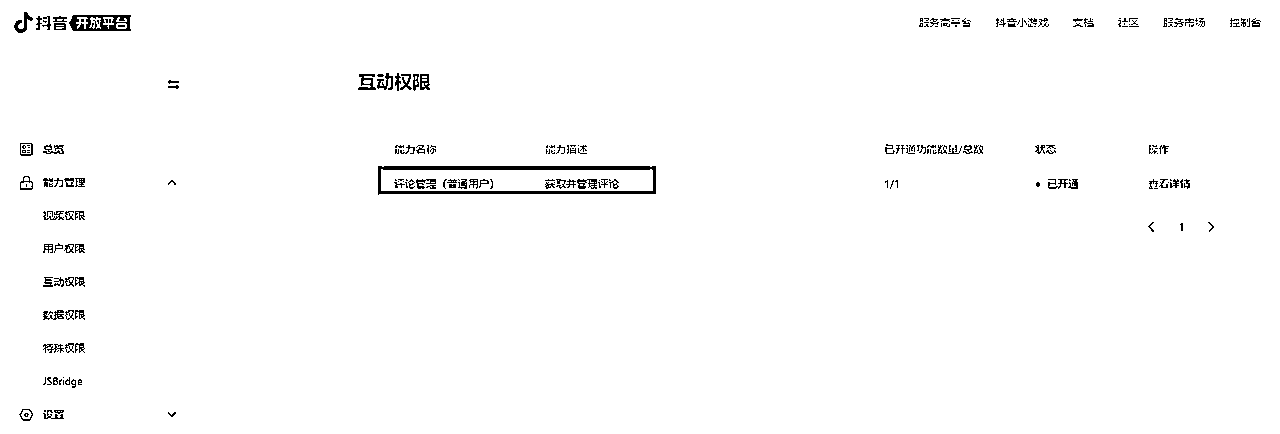 抖音 开放平台
服务商平台 抖音小游戏 文档 社区 服务市场 控制台
互动权限
总览
能力管理
视频权限
用户权限
互动权限
数据权限
特殊权限
JSBridge
设置
能力名称 能力描述 已开通功能数量/总数 状态 操作
评论管理（普通用户） 获取并管理评论 1/1 已开通 查看详情
1